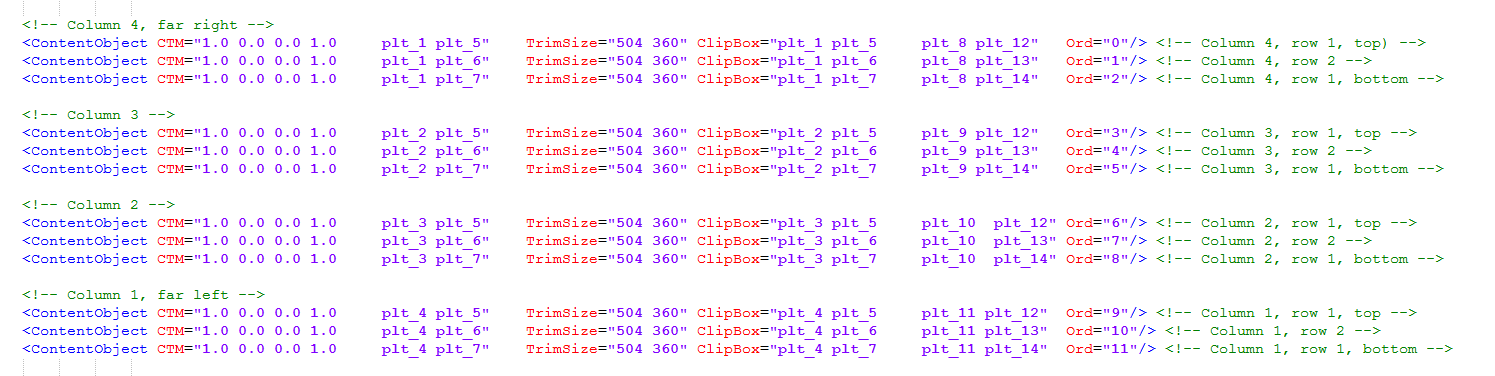 <!-- Column 4, far right -->
<ContentObject CTM="1.0 0.0 0.0 1.0     plt_1 plt_5"    TrimSize="504 360" ClipBox="plt_1 plt_5     plt_8 plt_12"   Ord="0"/> <!-- Column 4, row 1, top) -->
<ContentObject CTM="1.0 0.0 0.0 1.0     plt_1 plt_6"    TrimSize="504 360" ClipBox="plt_1 plt_6     plt_8 plt_13"   Ord="1"/> <!-- Column 4, row 2 -->
<ContentObject CTM="1.0 0.0 0.0 1.0     plt_1 plt_7"    TrimSize="504 360" ClipBox="plt_1 plt_7     plt_8 plt_14"   Ord="2"/> <!-- Column 4, row 1, bottom -->
<!-- Column 3 -->
<ContentObject CTM="1.0 0.0 0.0 1.0     plt_2 plt_5"    TrimSize="504 360" ClipBox="plt_2 plt_5     plt_9 plt_12"   Ord="3"/> <!-- Column 3, row 1, top -->
<ContentObject CTM="1.0 0.0 0.0 1.0     plt_2 plt_6"    TrimSize="504 360" ClipBox="plt_2 plt_6     plt_9 plt_13"   Ord="4"/> <!-- Column 3, row 2 -->
<ContentObject CTM="1.0 0.0 0.0 1.0     plt_2 plt_7"    TrimSize="504 360" ClipBox="plt_2 plt_7     plt_9 plt_14"   Ord="5"/> <!-- Column 3, row 1, bottom -->
<!-- Column 2 -->
<ContentObject CTM="1.0 0.0 0.0 1.0     plt_3 plt_5"    TrimSize="504 360" ClipBox="plt_3 plt_5     plt_10  plt_12" Ord="6"/> <!-- Column 2, row 1, top -->
<ContentObject CTM="1.0 0.0 0.0 1.0     plt_3 plt_6"    TrimSize="504 360" ClipBox="plt_3 plt_6     plt_10  plt_13" Ord="7"/> <!-- Column 2, row 2 -->
<ContentObject CTM="1.0 0.0 0.0 1.0     plt_3 plt_7"    TrimSize="504 360" ClipBox="plt_3 plt_7     plt_10  plt_14" Ord="8"/> <!-- Column 2, row 1, bottom -->
<!-- Column 1, far left -->
<ContentObject CTM="1.0 0.0 0.0 1.0     plt_4 plt_5"    TrimSize="504 360" ClipBox="plt_4 plt_5     plt_11 plt_12"  Ord="9"/> <!-- Column 1, row 1, top -->
<ContentObject CTM="1.0 0.0 0.0 1.0     plt_4 plt_6"    TrimSize="504 360" ClipBox="plt_4 plt_6     plt_11 plt_13"  Ord="10"/> <!-- Column 1, row 2 -->
<ContentObject CTM="1.0 0.0 0.0 1.0     plt_4 plt_7"    TrimSize="504 360" ClipBox="plt_4 plt_7     plt_11 plt_14"  Ord="11"/> <!-- Column 1, row 1, bottom -->